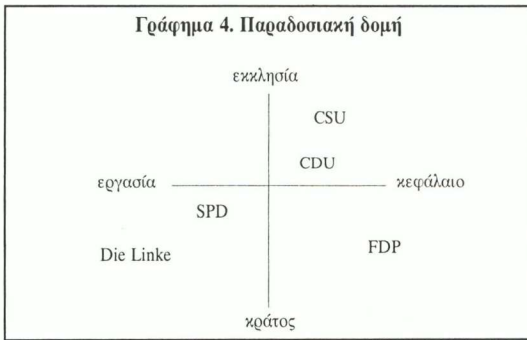 Γράφημα 4. Παραδοσιακή δομή
εκκλησία
CSU
CDU
εργασία κεφάλαιο
SPD
Die Linke FDP
κράτος